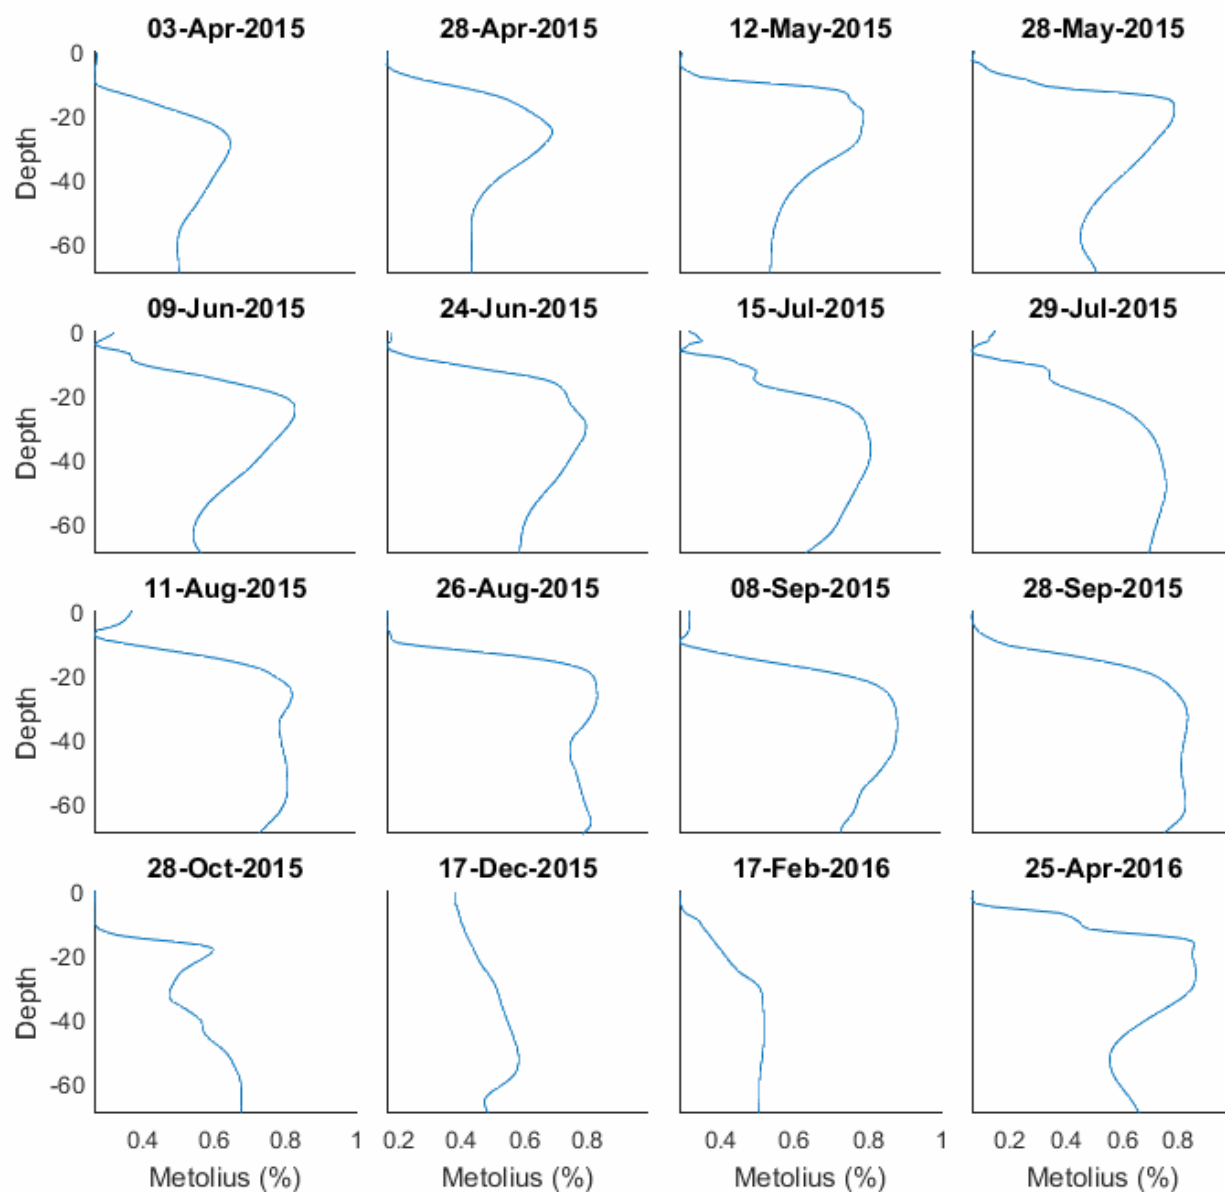 03-Apr-2015 28-Apr-2015 12-May-2015 28-May-2015
0
-20
-40
-60
Depth
09-Jun-2015 24-Jun-2015 15-Jul-2015 29-Jul-2015
0
-20
-40
-60
Depth
11-Aug-2015 26-Aug-2015 08-Sep-2015 28-Sep-2015
0
-20
-40
-60
Depth
28-Oct-2015 17-Dec-2015 17-Feb-2016 25-Apr-2016
0
-20
-40
-60
Depth
0.4 0.6 0.8 1 0.2 0.4 0.6 0.8 0.4 0.6 0.8 1 0.2 0.4 0.6 0.8
Metolius (%) Metolius (%) Metolius (%) Metolius (%)